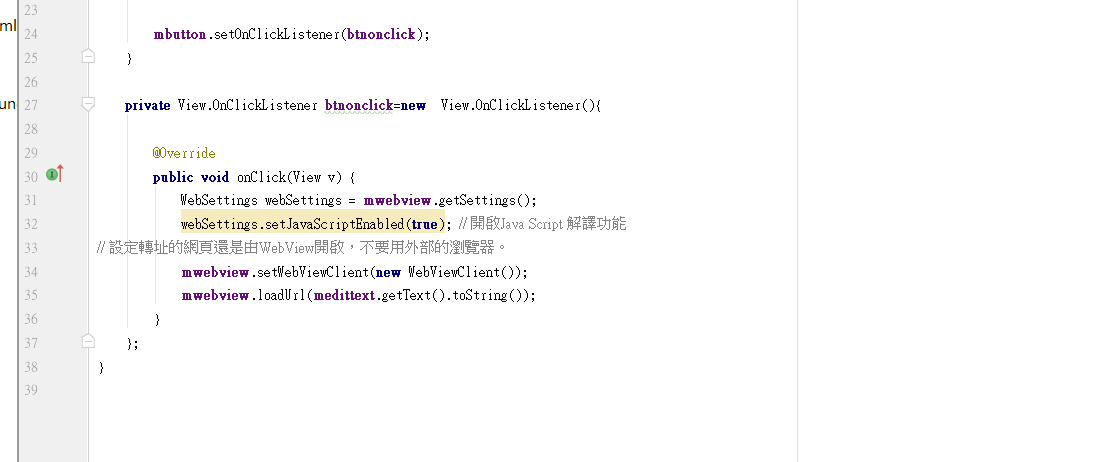 23
ml
24 mbutton.setOnClickListener(btnonclick);
25 }
26
un
27 private View.OnClickListener btnonclick=new  View.OnClickListener(){
28
29 @Override
30 public void onClick(View v) {
31 WebSettings webSettings = mwebview.getSettings();
32 webSettings.setJavaScriptEnabled(true); //開啟Java Script 解譯功能
33 //設定轉址的網頁還是由WebView開啟，不要用外部的瀏覽器。
34 mwebview.setWebViewClient(new WebViewClient());
35 mwebview.loadUrl(medittext.getText().toString());
36 }
37 };
38 }
39